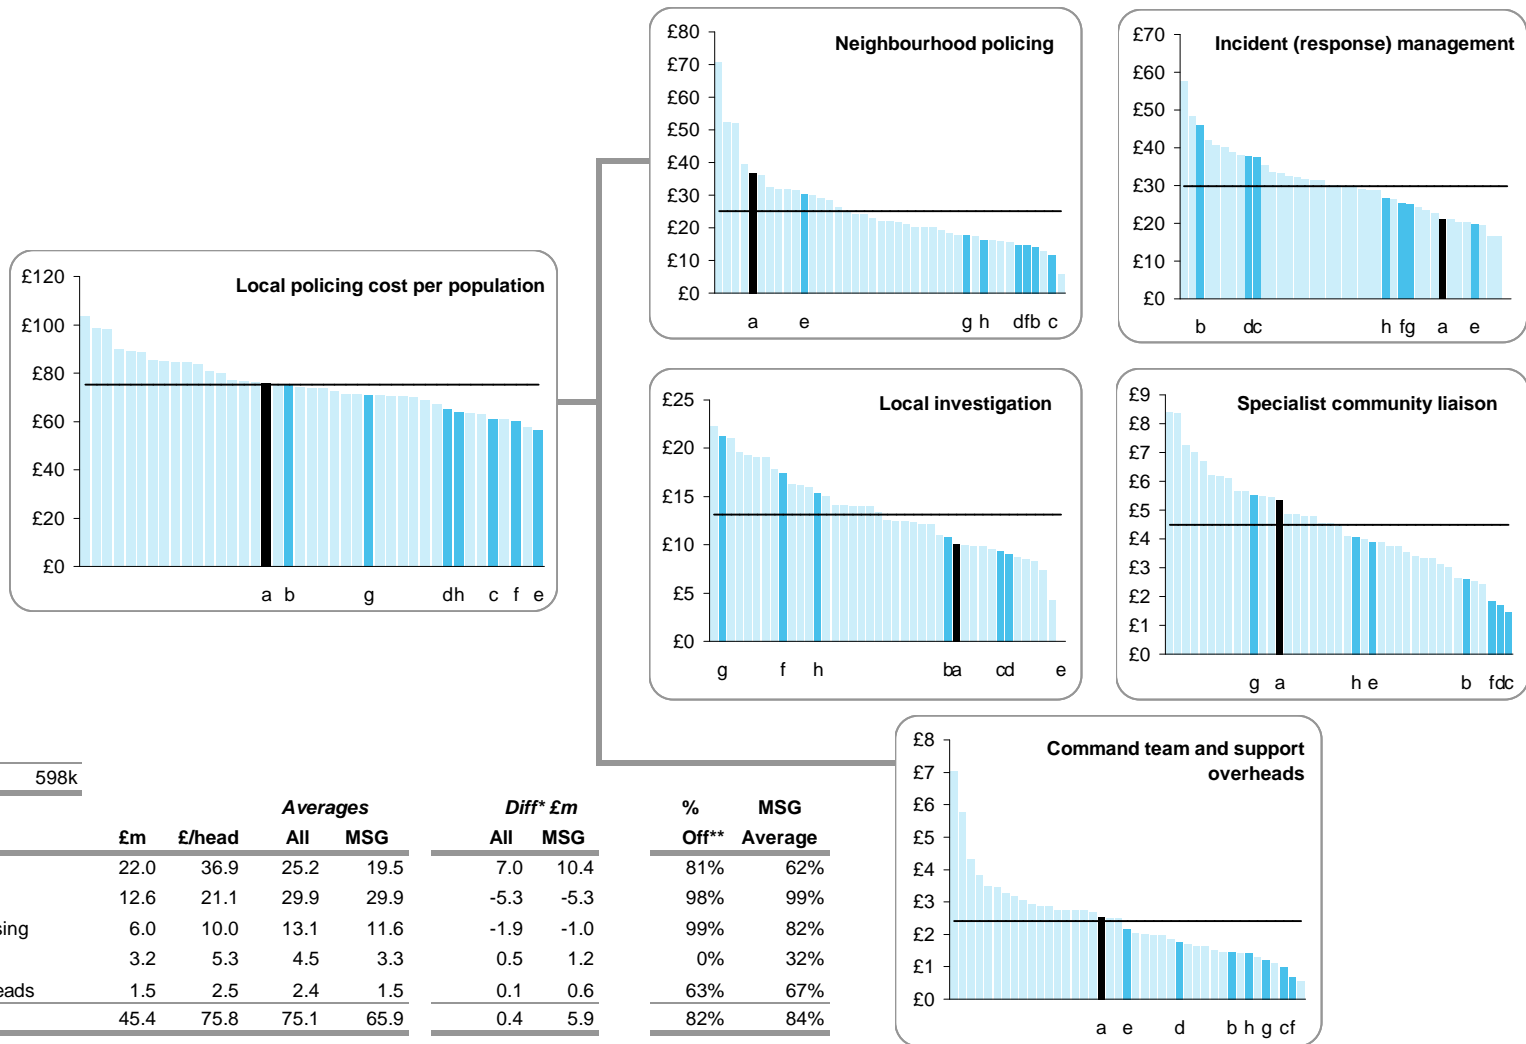 Neighbourhood policing
£80
£70
£60
£50
£40
£30
£20
£10
£0
a e g h dfb c
Incident (response) management
£70
£60
£50
£40
£30
£20
£10
£0
b dc h fg a e
Local policing cost per population
£120
£100
£80
£60
£40
£20
£0
a b g dh c f e
Local investigation
£25
£20
£15
£10
£5
£0
g f h ba cd e
Specialist community liaison
£9
£8
£7
£6
£5
£4
£3
£2
£1
£0
g a h e b fdc
Command team and support
overheads
£8
£7
£6
£5
£4
£3
£2
£1
£0
a e d b h g cf
598k
Averages Diff* £m % MSG
£m £/head All MSG All MSG Off** Average
22.0 36.9 25.2 19.5 7.0 10.4 81% 62%
12.6 21.1 29.9 29.9 -5.3 -5.3 98% 99%
sing 6.0 10.0 13.1 11.6 -1.9 -1.0 99% 82%
3.2 5.3 4.5 3.3 0.5 1.2 0% 32%
eads 1.5 2.5 2.4 1.5 0.1 0.6 63% 67%
45.4 75.8 75.1 65.9 0.4 5.9 82% 84%